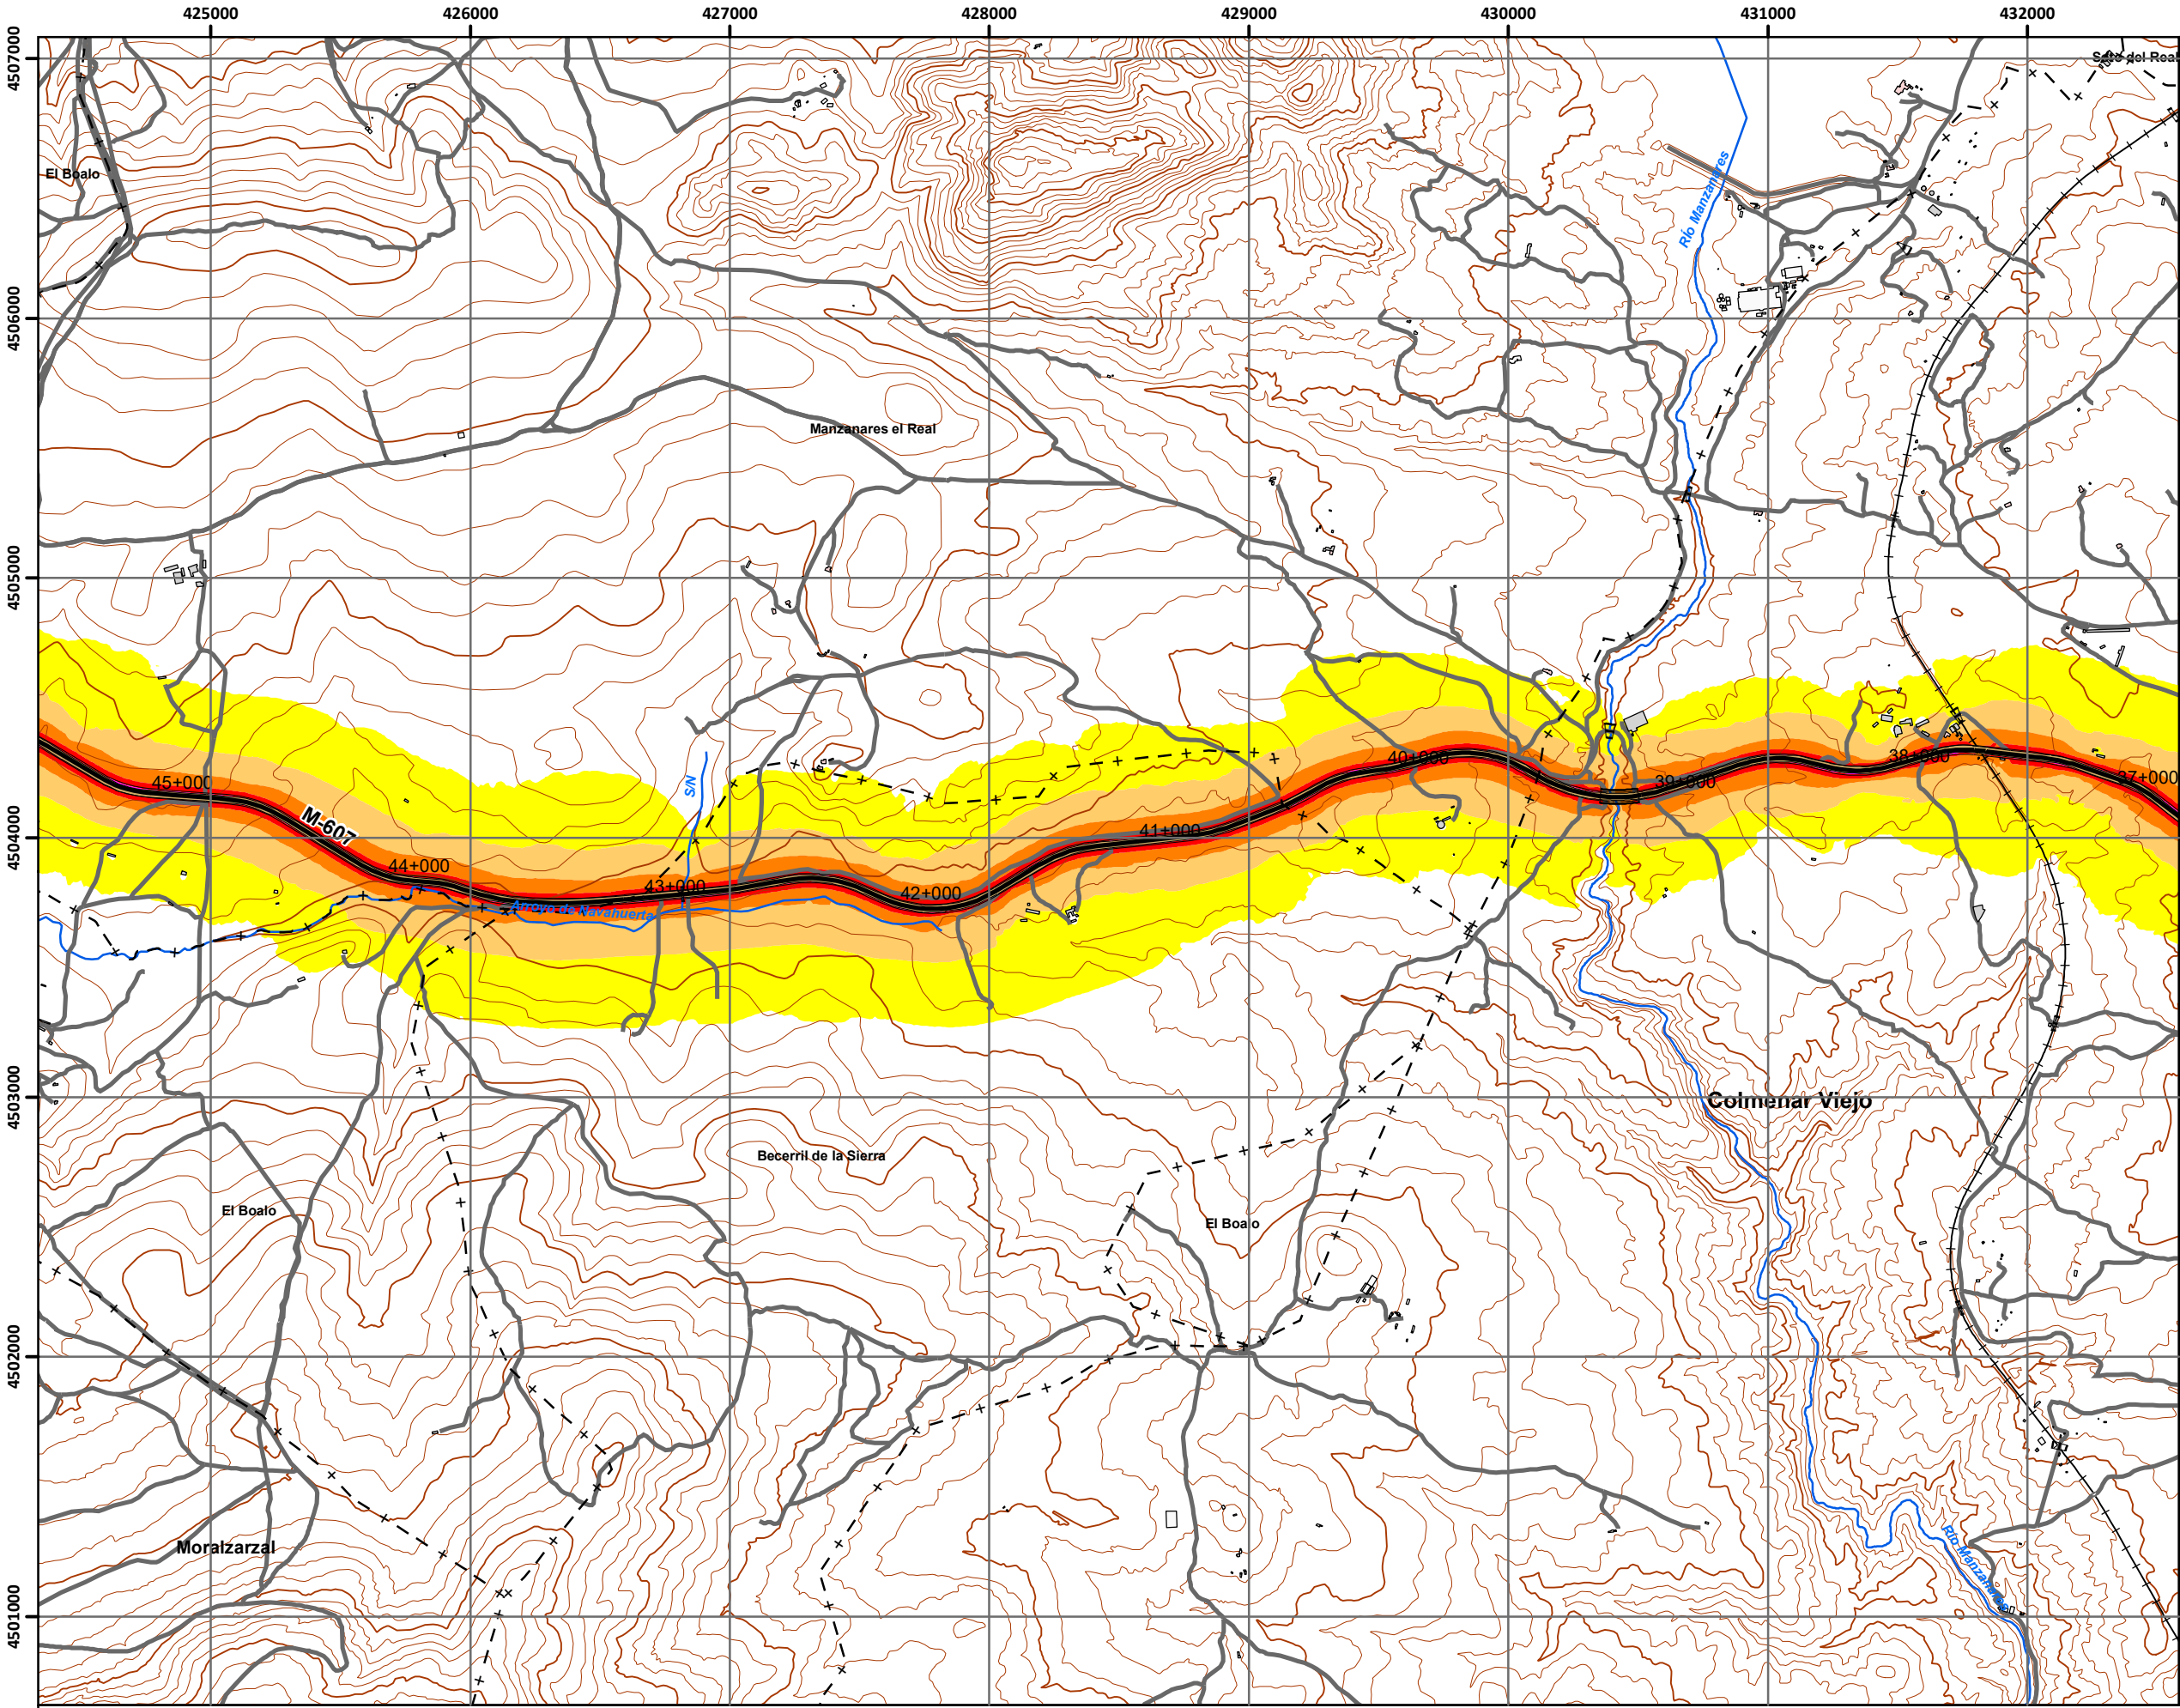 425000 426000 427000 428000 429000 430000 431000 432000
4507000
Soto del Real
El Boalo
Río Manzanares
4506000
Manzanares el Real
4505000
40+000
38+000
45+000
39+000
37+000
S/N
M-607
41+000
4504000
44+000
43+000
42+000
Arroyo de Navahuerta
4503000
Colmenar Viejo
Becerril de la Sierra
El Boalo
El Boalo
4502000
Moralzarzal
Río Manzanares
4501000